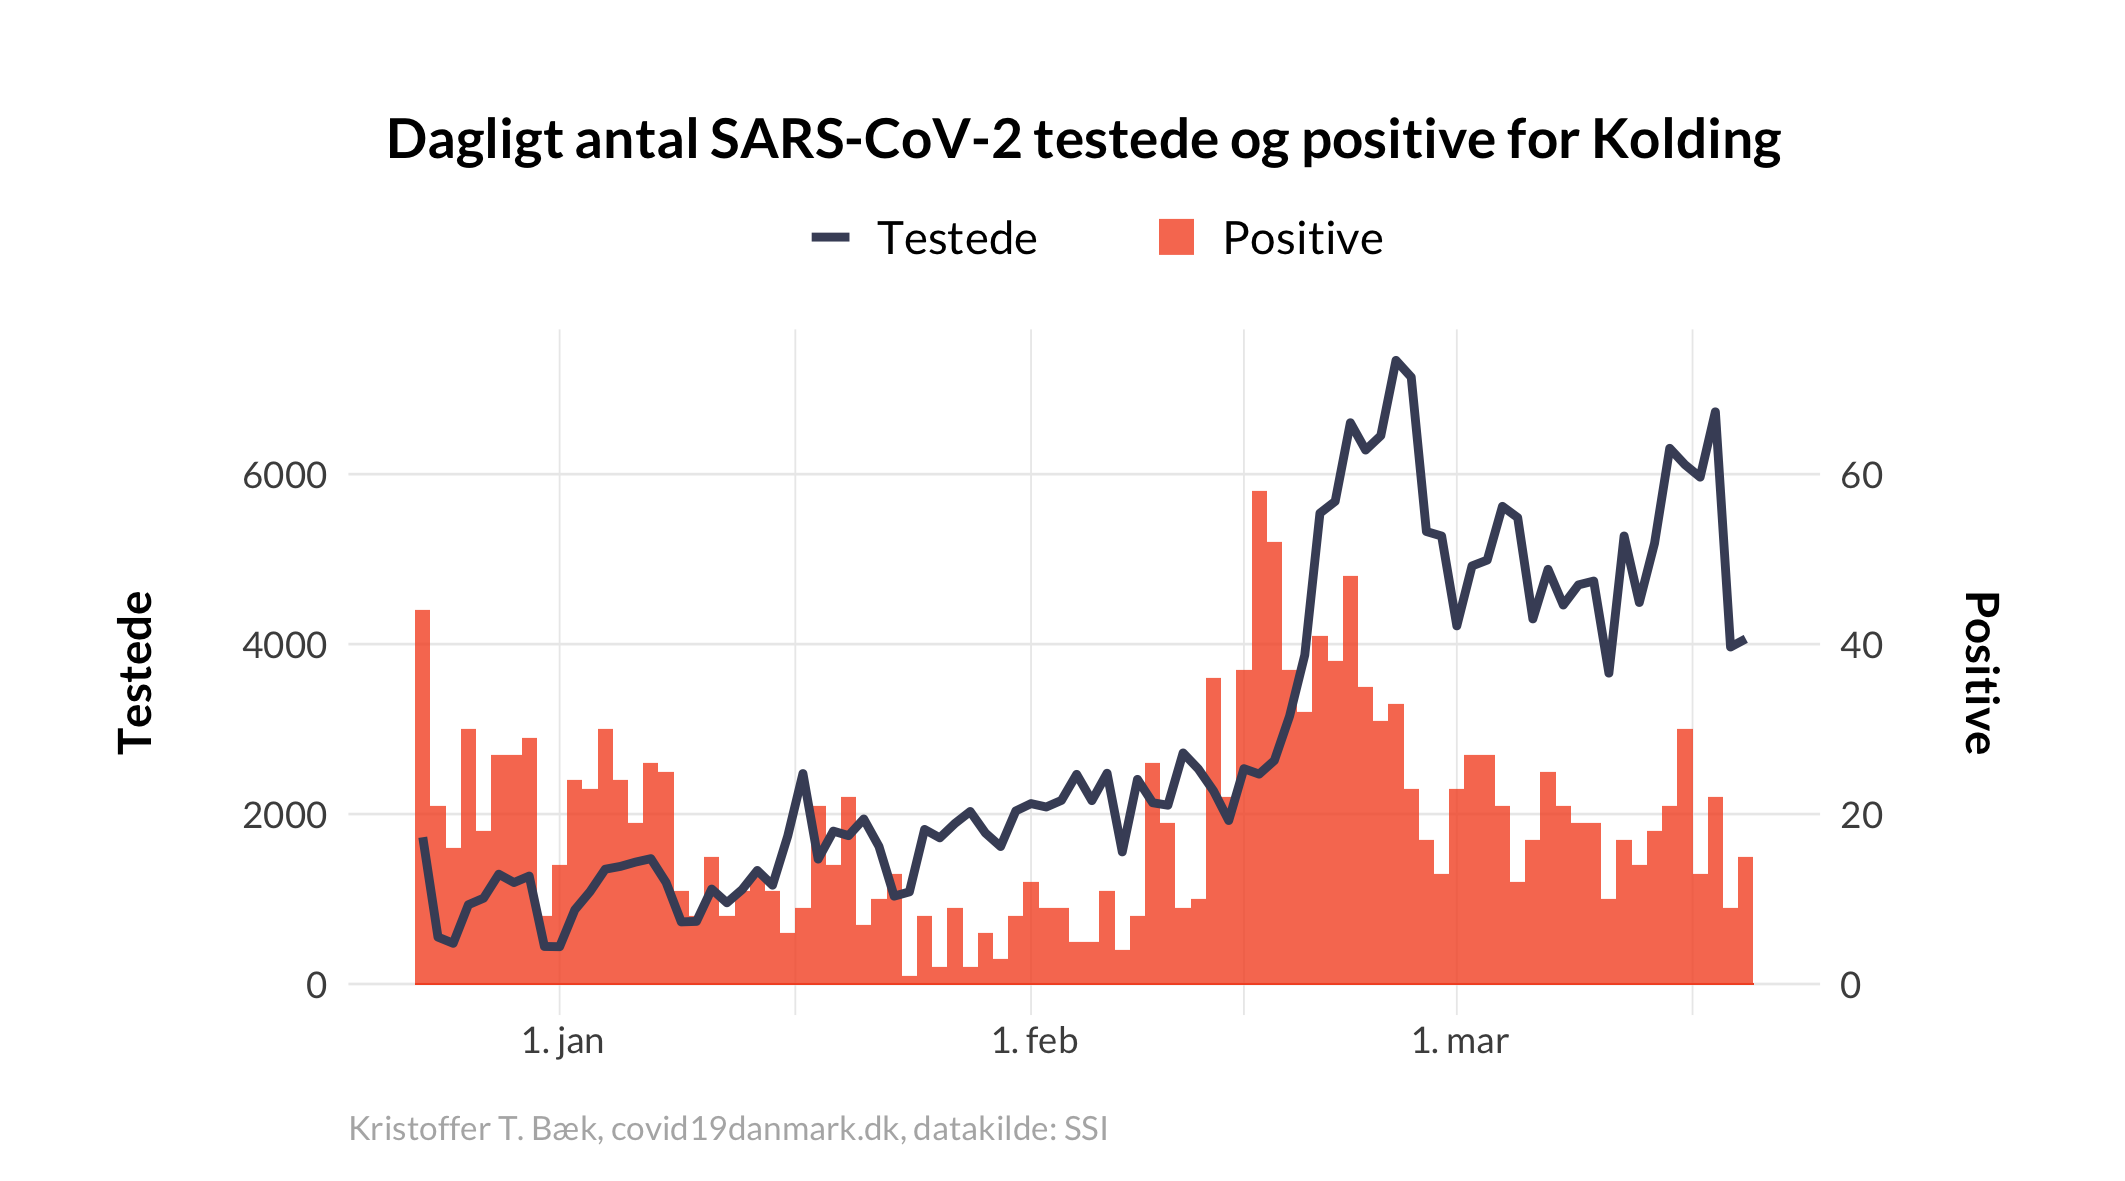 Dagligt antal SARS-CoV-2 testede og positive for Kolding
Testede
Positive
6000
4000
2000
0
60
40
20
0
Testede
Positive
1. jan
1. feb
1. mar
Kristoffer T. Bæk, covid19danmark.dk, datakilde: SSI